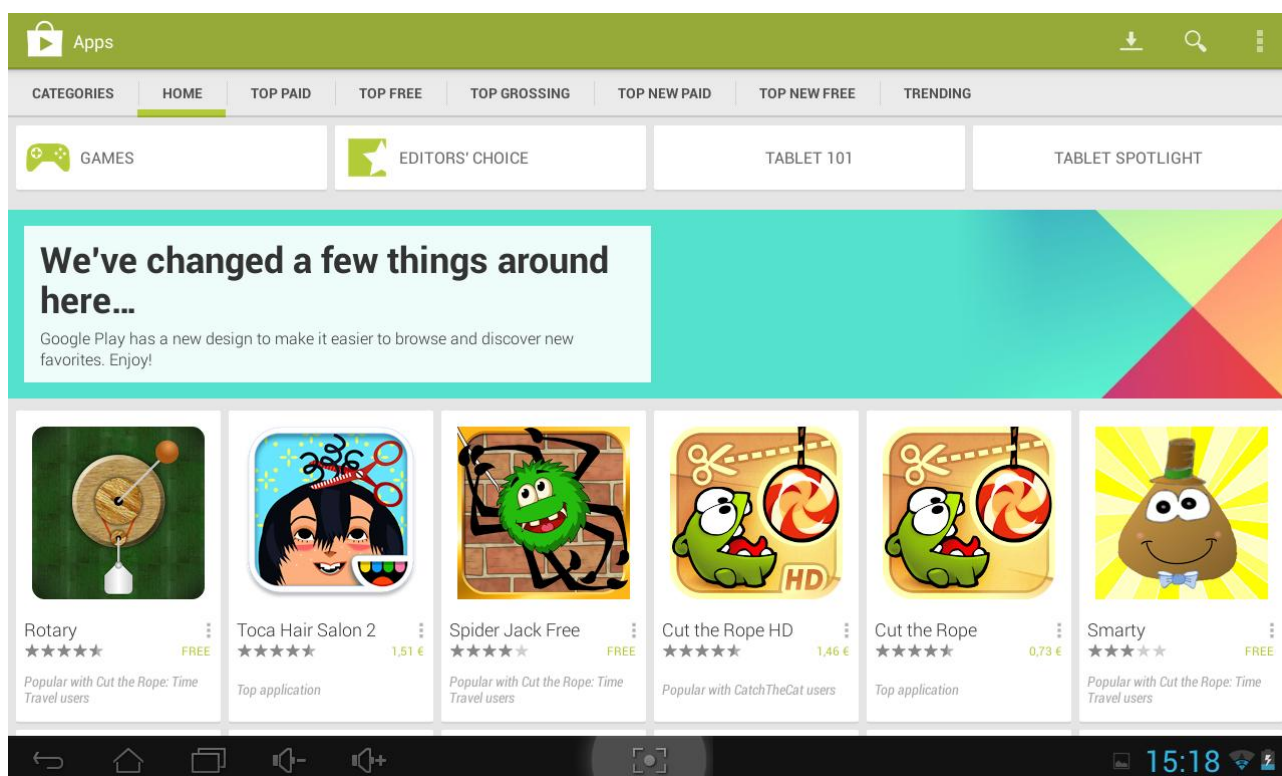 Apps
CATEGORIES HOME TOP PAID TOP FREE TOP GROSSING TOP NEW PAID TOP NEW FREE TRENDING
GAMES EDITORS' CHOICE TABLET 101 TABLET SPOTLIGHT
We've changed a few things around
here...
Google Play has a new design to make it easier to browse and discover new
favorites. Enjoy!
HD
Rotary
FREE
Popular with Cut the Rope: Time
Travel users
Toca Hair Salon 2
1,51 €
Top application
Spider Jack Free
FREE
Popular with Cut the Rope: Time
Travel users
Cut the Rope HD
1,46 €
Popular with CatchTheCat users
Cut the Rope
0,73 €
Top application
Smarty
FREE
Popular with Cut the Rope: Time
Travel users
15:18